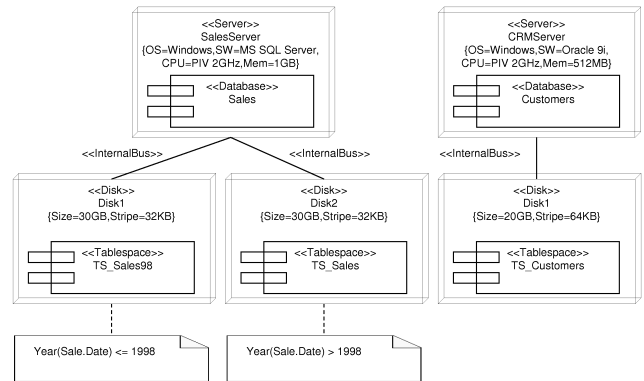 <<Server>>
SalesServer
{OS=Windows,SW=MS SQL Server,
CPU=PIV 2GHz,Mem=1GB}
<<Database>>
Sales
<<Server>>
CRMServer
{OS=Windows,SW=Oracle 9i,
CPU=PIV 2GHz,Mem=512MB}
<<Database>>
Customers
<<InternalBus>>
<<InternalBus>>
<<InternalBus>>
<<Disk>>
Disk1
{Size=30GB,Stripe=32KB}
<<Tablespace>>
TS_Sales98
<<Disk>>
Disk2
{Size=30GB,Stripe=32KB}
<<Tablespace>>
TS_Sales
<<Disk>>
Disk1
{Size=20GB,Stripe=64KB}
<<Tablespace>>
TS_Customers
Year(Sale.Date) <= 1998
Year(Sale.Date) > 1998